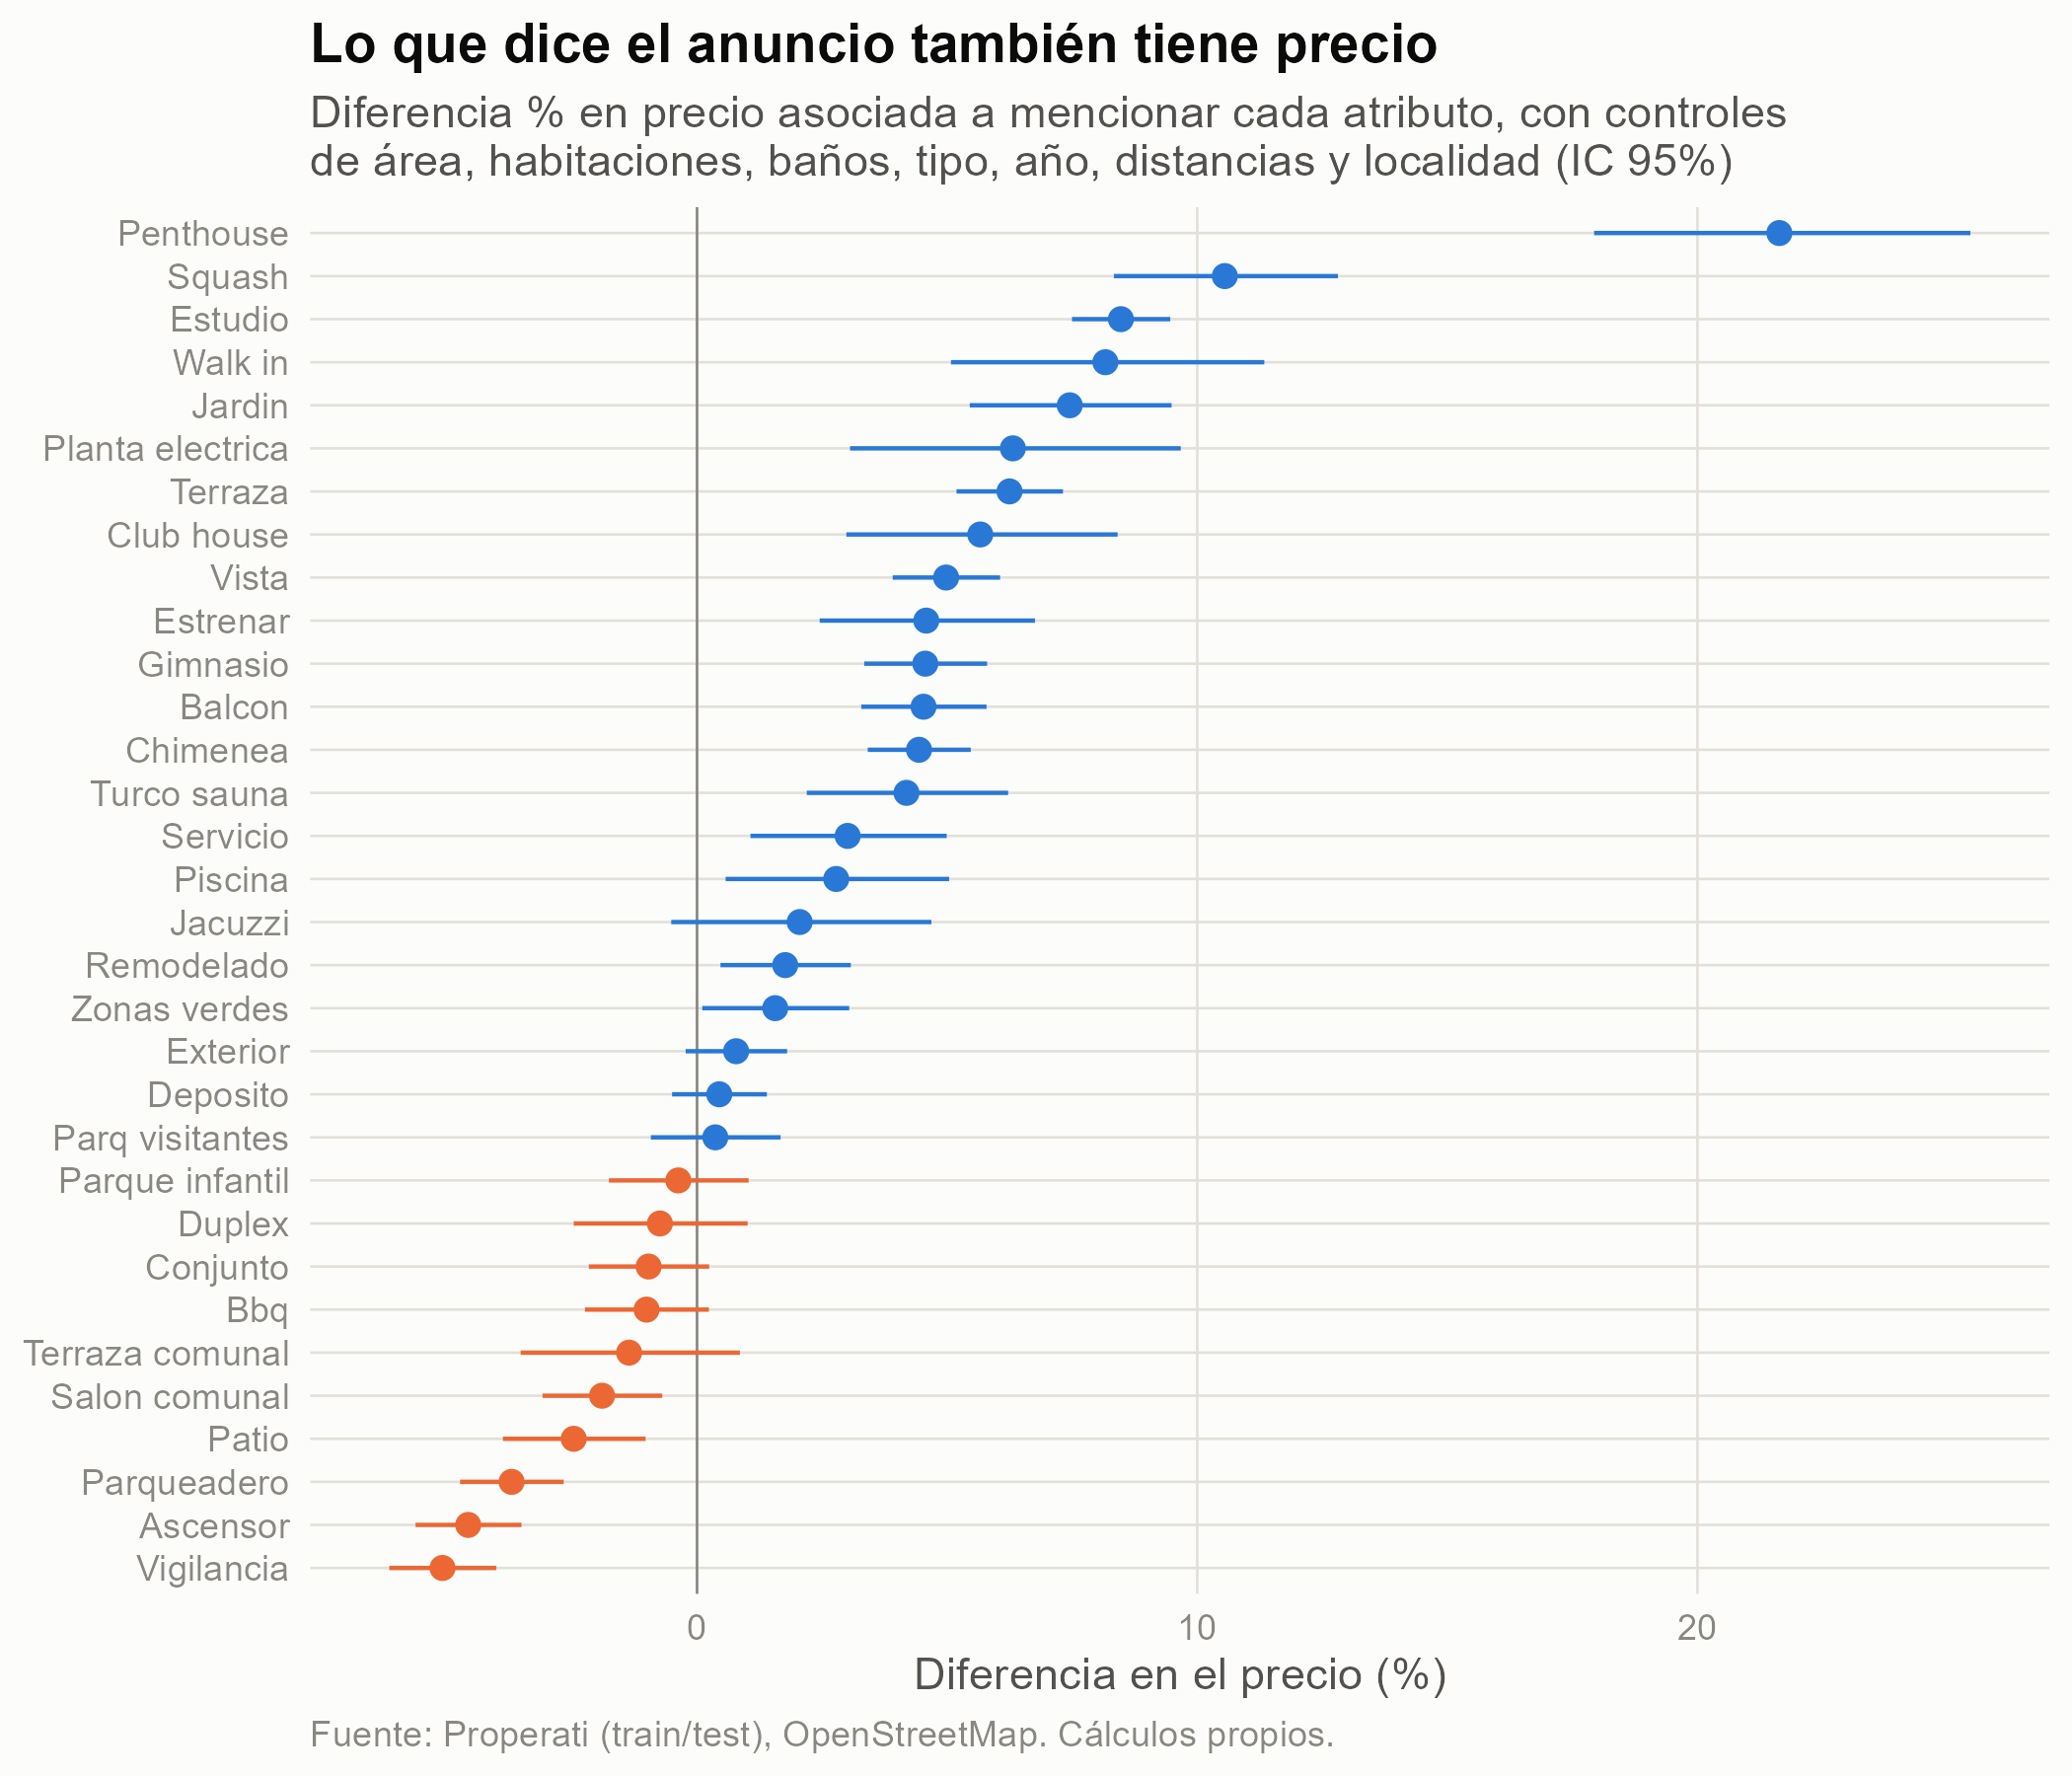 Lo que dice el anuncio también tiene precio
Diferencia % en precio asociada a mencionar cada atributo, con controles
de área, habitaciones, baños, tipo, año, distancias y localidad (IC 95%)
Penthouse
Squash
Estudio
Walk in
Jardin
Planta electrica
Terraza
Club house
Vista
Estrenar
Gimnasio
Balcon
Chimenea
Turco sauna
Servicio
Piscina
Jacuzzi
Remodelado
Zonas verdes
Exterior
Deposito
Parq visitantes
Parque infantil
Duplex
Conjunto
Bbq
Terraza comunal
Salon comunal
Patio
Parqueadero
Ascensor
Vigilancia
0 10 20
Diferencia en el precio (%)
Fuente: Properati (train/test), OpenStreetMap. Cálculos propios.